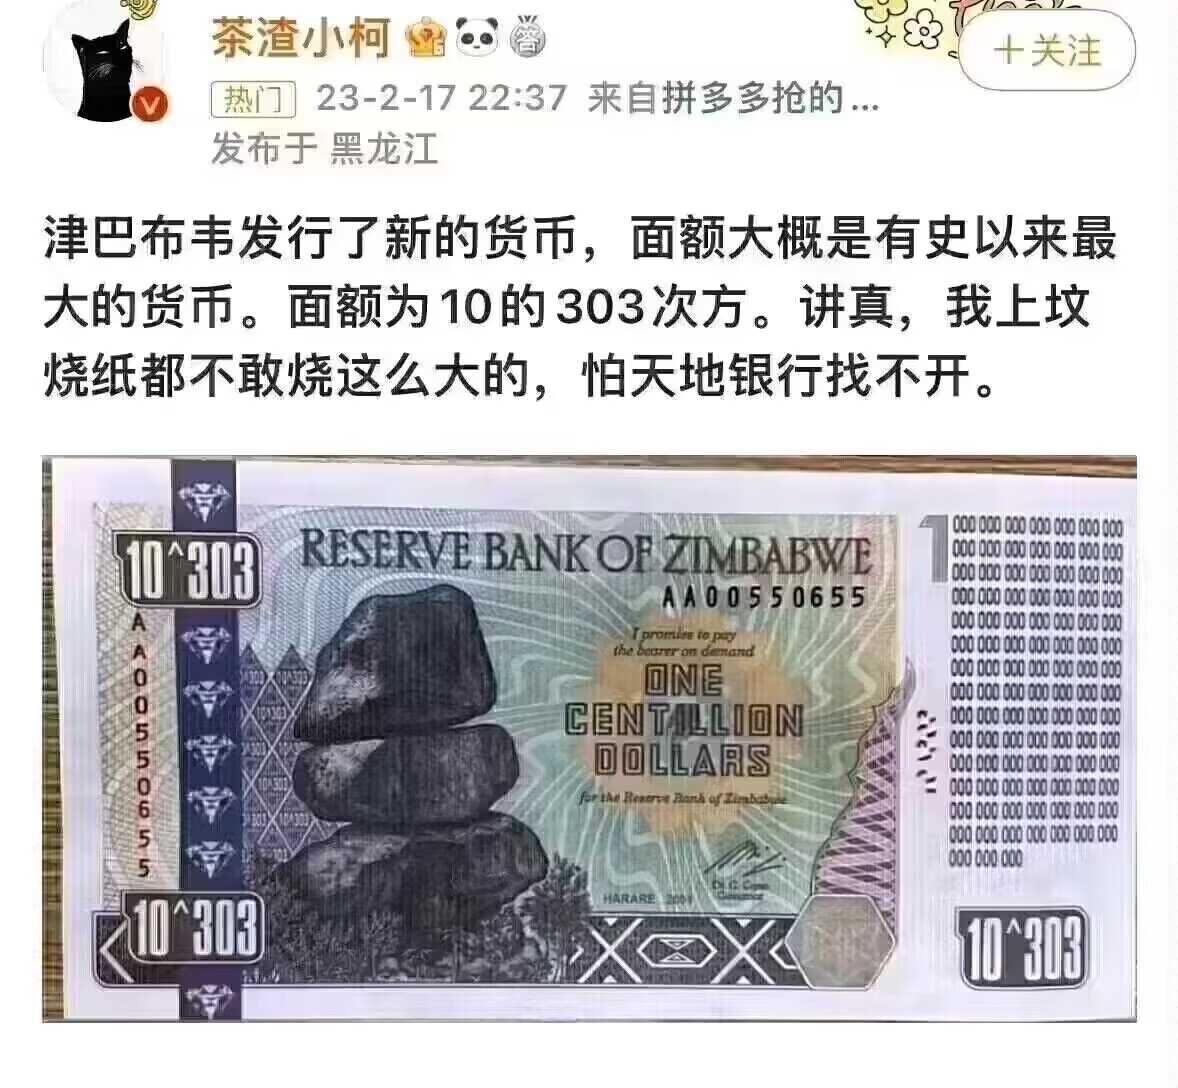 茶渣小柯
+关注
热门 23-2-17 22:37 来自拼多多抢的...
发布于 黑龙江
津巴布韦发行了新的货币，面额大概是有史以来最
大的货币。面额为10的303次方。讲真，我上坟
烧纸都不敢烧这么大的，怕天地银行找不开。
10^303
RESERVE BANK OF ZIMBABWE
AA00550655
I promise to pay
the bearer on demand
ONE
CENTILLION
DOLLARS
for the Reserve Bank of Zimbabwe
HARARE
Governor
AA00550655
10^303
1 000 000 000 000 000 000 000
000 000 000 000 000 000 000
000 000 000 000 000 000 000
000 000 000 000 000 000 000
000 000 000 000 000 000 000
000 000 000 000 000 000 000
000 000 000 000 000 000 000
000 000 000 000 000 000 000
000 000 000 000 000 000 000
000 000 000 000 000 000 000
000 000 000 000 000 000 000
000 000 000 000 000 000 000
000 000 000 000 000 000 000
000 000 000 000 000 000 000
000 000 000
10^303